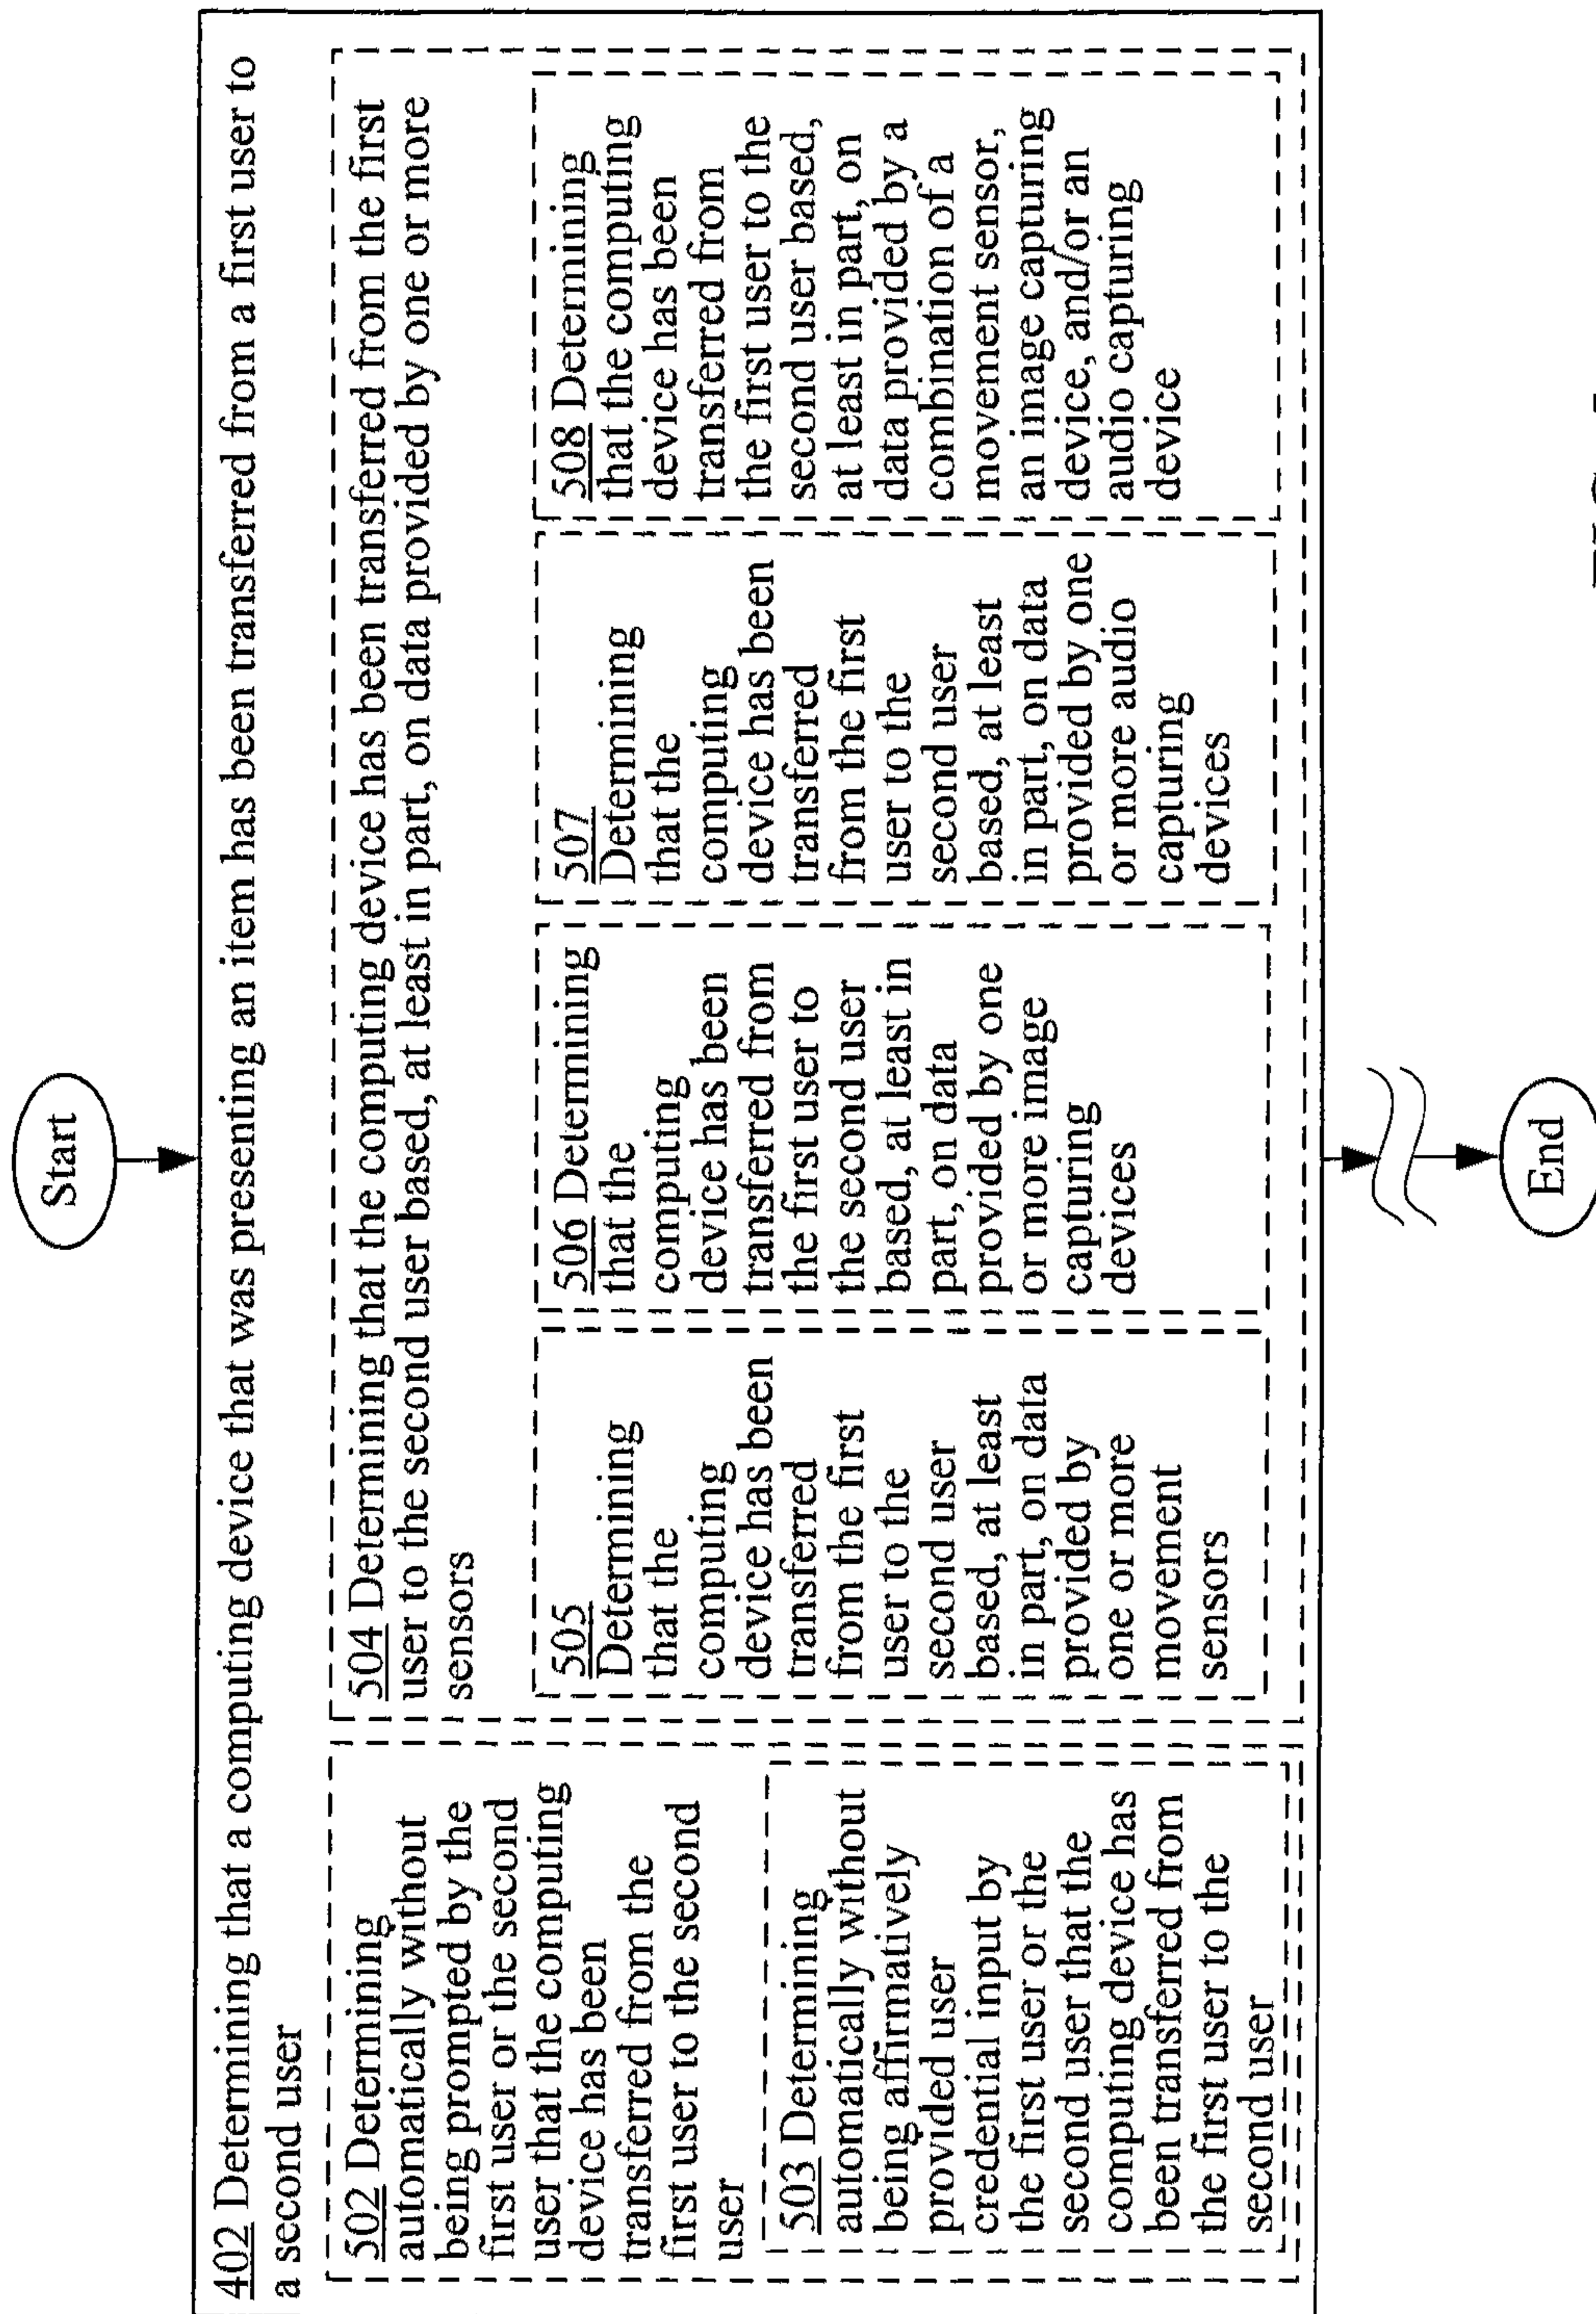 Start
402 Determining that a computing device that was presenting an item has been transferred from a first user to
a second user
502 Determining
automatically without
being prompted by the
first user or the second
user that the computing
device has been
transferred from the
first user to the second
user
503 Determining
automatically without
being affirmatively
provided user
credential input by
the first user or the
second user that the
computing device has
been transferred from
the first user to the
second user
504 Determining that the computing device has been transferred from the first
user to the second user based, at least in part, on data provided by one or more
sensors
505
Determining
that the
computing
device has been
transferred
from the first
user to the
second user
based, at least
in part, on data
provided by
one or more
movement
sensors
506 Determining
that the
computing
device has been
transferred from
the first user to
the second user
based, at least in
part, on data
provided by one
or more image
capturing
devices
507
Determining
that the
computing
device has been
transferred
from the first
user to the
second user
based, at least
in part, on data
provided by one
or more audio
capturing
devices
508 Determining
that the computing
device has been
transferred from
the first user to the
second user based,
at least in part, on
data provided by a
combination of a
movement sensor,
an image capturing
device, and/or an
audio capturing
device
End